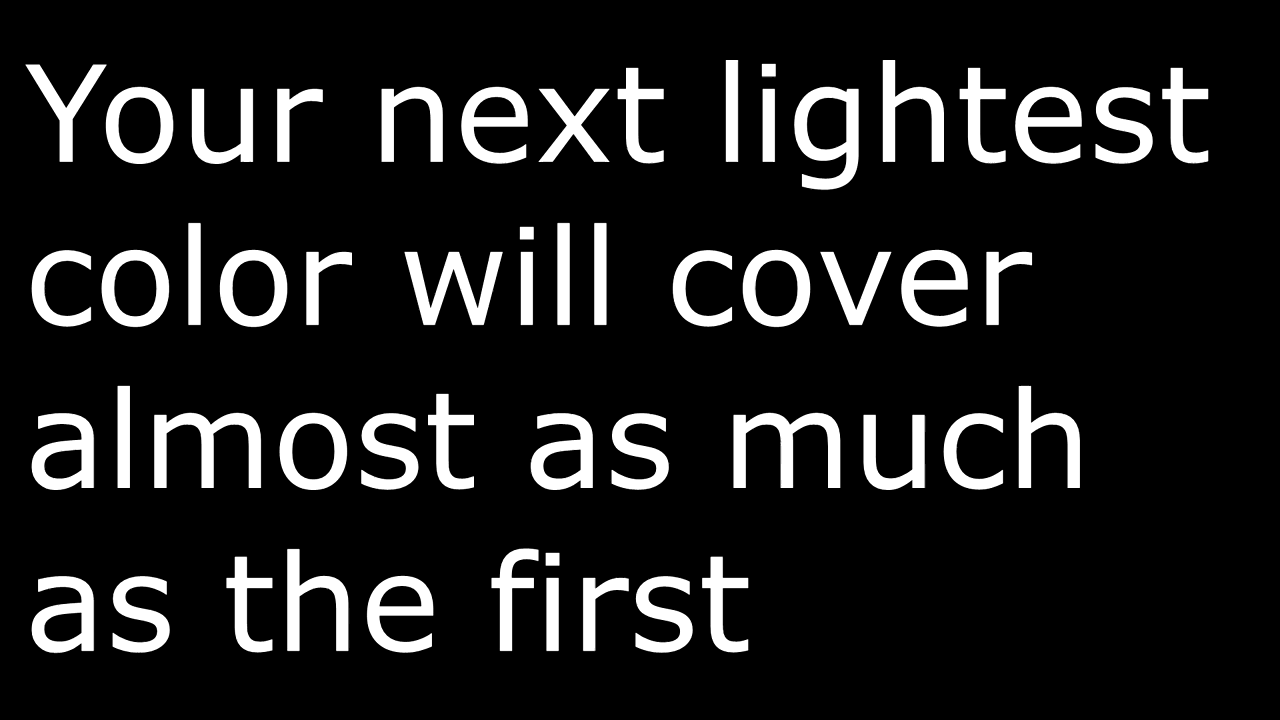 Your next lightest
color will cover
almost as much
as the first